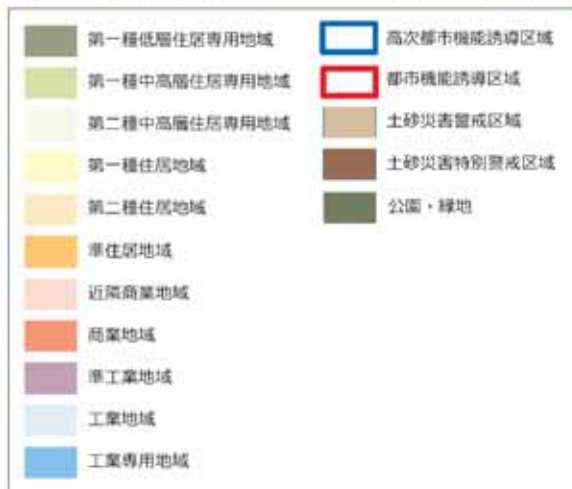 第一種低層住居専用地域
第一種中高層住居専用地域
第二種中高層住居専用地域
第一種住居地域
第二種住居地域
準住居地域
近隣商業地域
商業地域
準工業地域
工業地域
工業専用地域
高次都市機能誘導区域
都市機能誘導区域
土砂災害警戒区域
土砂災害特別警戒区域
公園・緑地